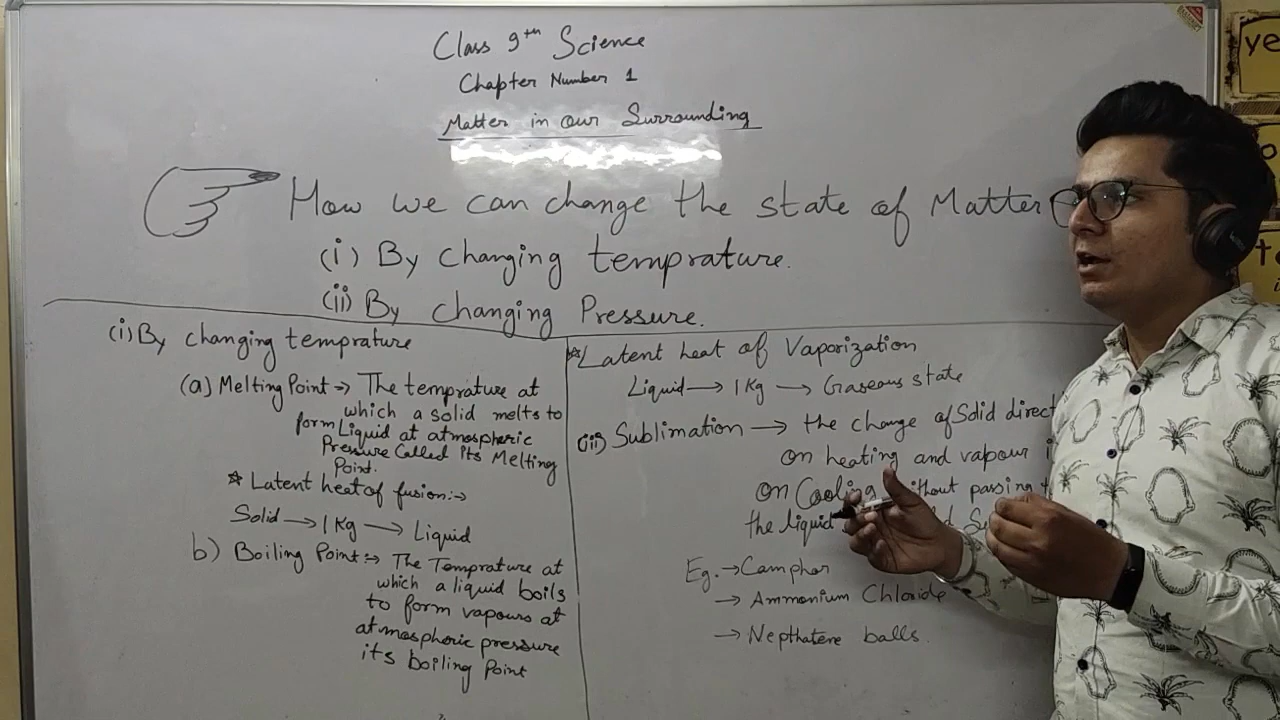 Class 9th Science
Chapter Number 1
Matter in our Surrounding
How we can change the state of Matter
(i) By changing temprature.
(ii) By changing Pressure.
(i) By changing temprature
(a) Melting Point → The temprature at
which a solid melts to
form Liquid at atmospheric
Pressure Called its Melting
Point.
* Latent heat of fusion:→
Solid → 1 Kg → Liquid
b) Boiling Point:→ The Temprature at
which a liquid boils
to form vapours at
atmospheric pressure
its boiling Point
* Latent heat of Vaporization
Liquid → 1 Kg → Gaseous state
(iii) Sublimation → the change of Solid direct
on heating and vapour
on Cooling without passing
the liquid
Eg. → Camphor
→ Ammonium Chloride
→ Nepthatene balls.
ye